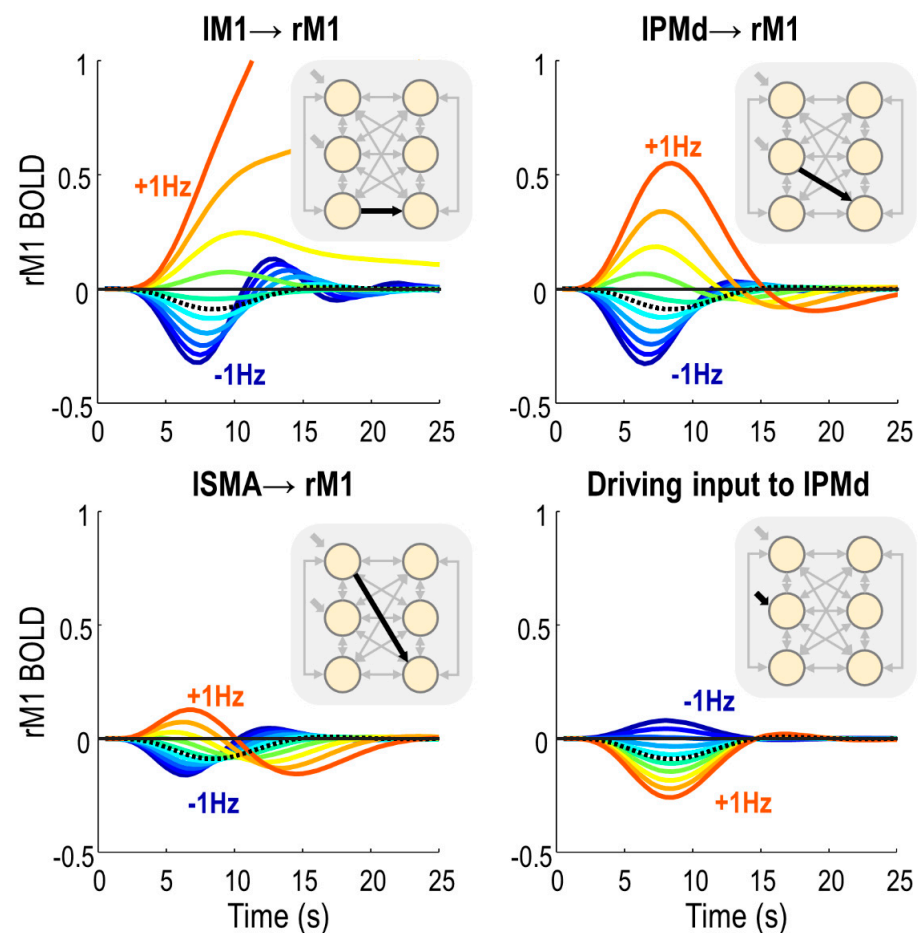 lM1→ rM1
1
0.5
0
-0.5
rM1 BOLD
+1Hz
-1Hz
0 5 10 15 20 25
lPMd→ rM1
1
0.5
0
-0.5
+1Hz
-1Hz
0 5 10 15 20 25
lSMA→ rM1
1
0.5
0
-0.5
rM1 BOLD
+1Hz
-1Hz
0 5 10 15 20 25
Time (s)
Driving input to lPMd
1
0.5
0
-0.5
-1Hz
+1Hz
0 5 10 15 20 25
Time (s)